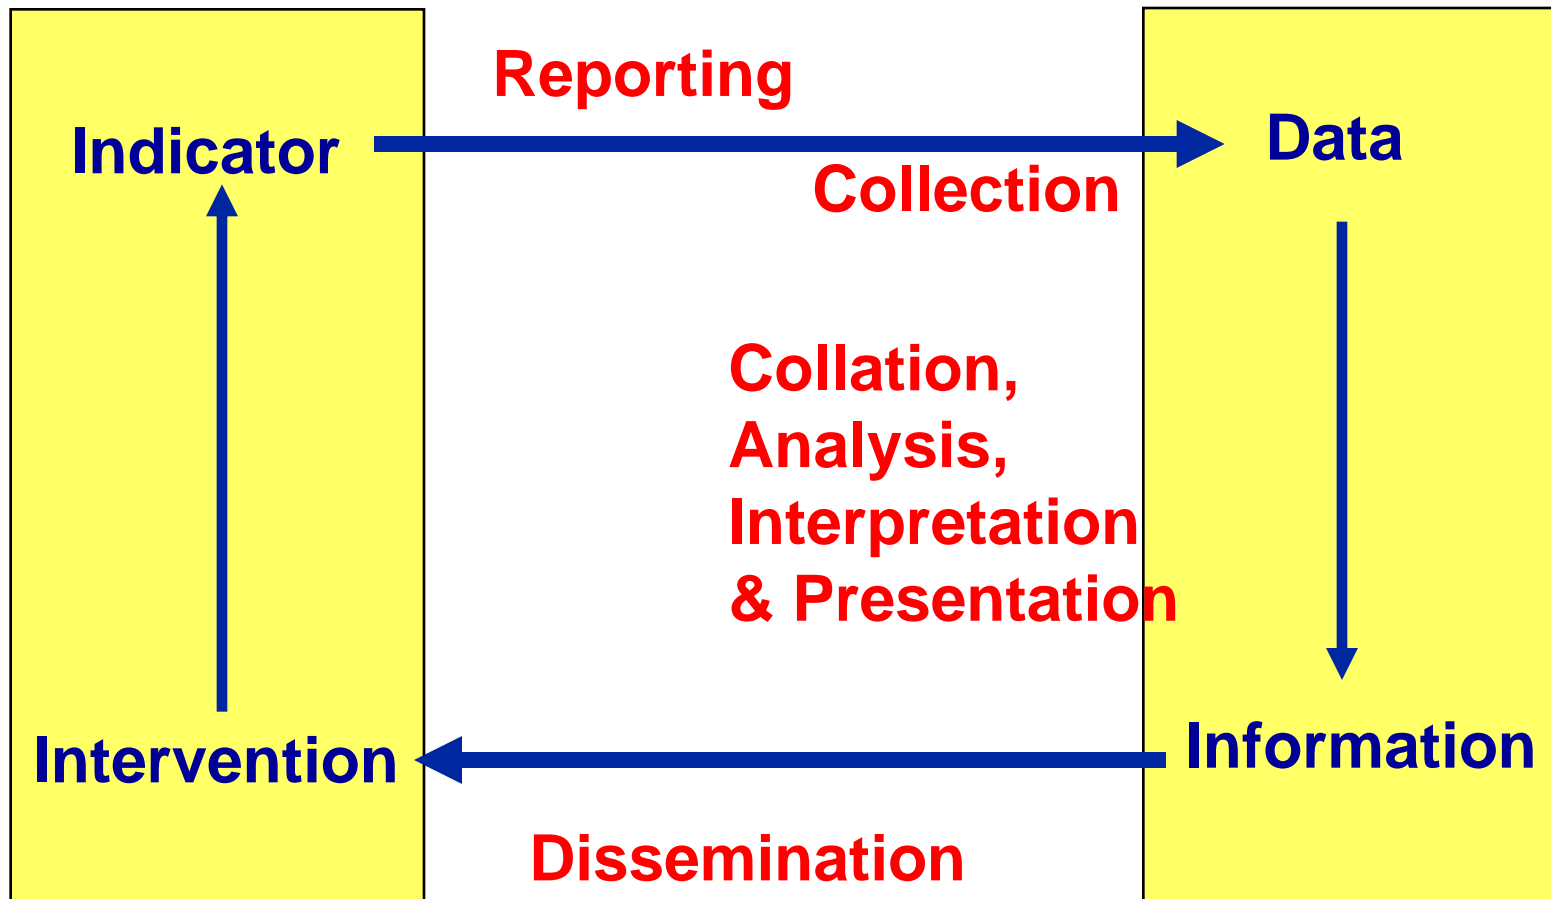 Reporting
Indicator
Data
Collection
Collation,
Analysis,
Interpretation
& Presentation
Intervention
Information
Dissemination